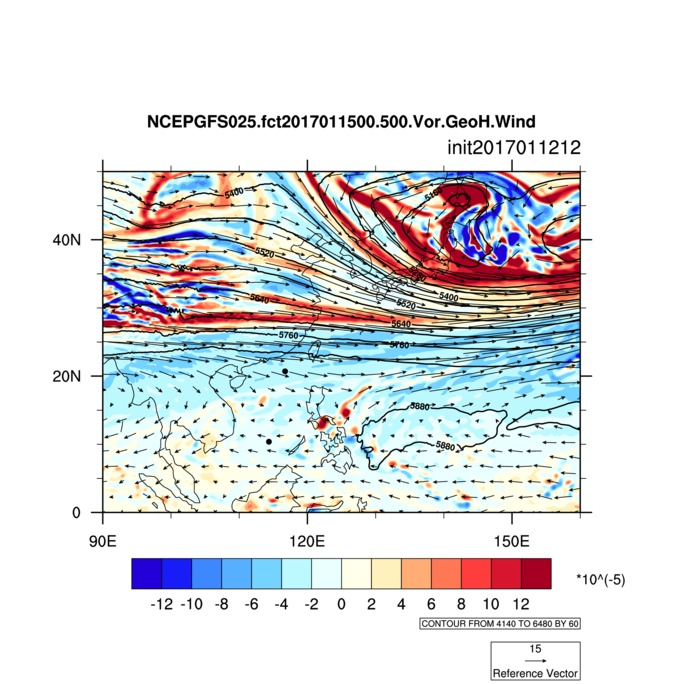 NCEPGFS025.fct2017011500.500.Vor.GeoH.Wind
init2017011212
5400
5160
40N
5520
5640
5400
5520
5640
5760
5760
20N
5880
5880
0
90E 120E 150E
-12 -10 -8 -6 -4 -2 0 2 4 6 8 10 12
*10^(-5)
CONTOUR FROM 4140 TO 6480 BY 60
15
Reference Vector